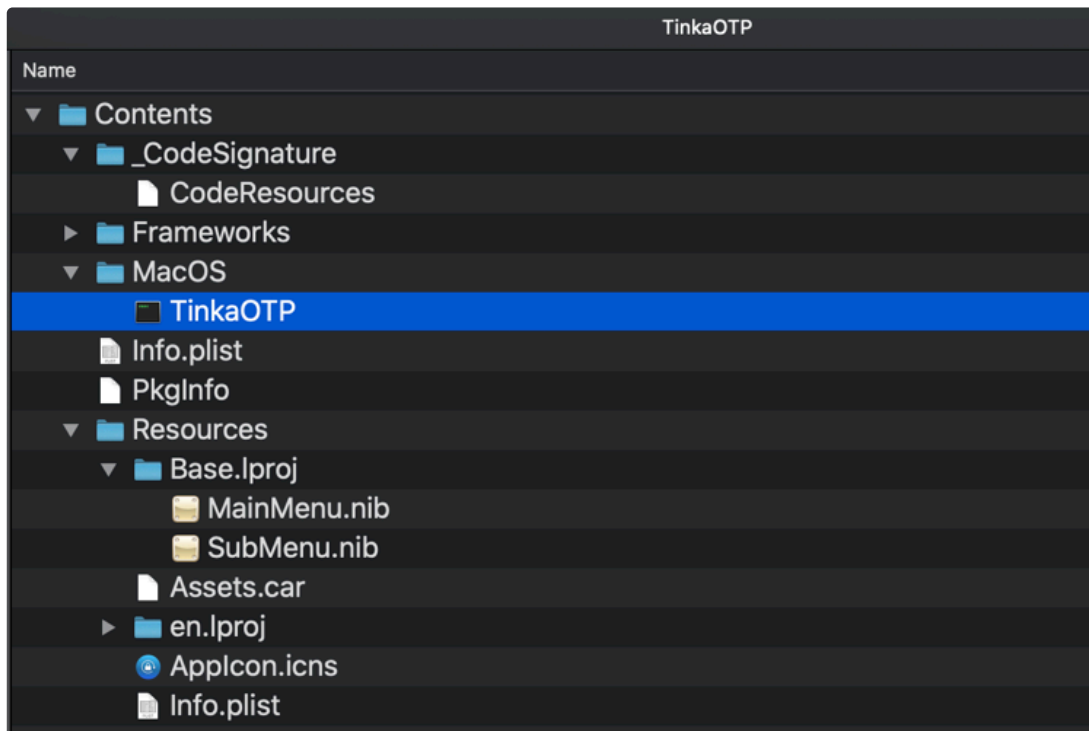 TinkaOTP
Name
Contents
_CodeSignature
CodeResources
Frameworks
MacOS
TinkaOTP
Info.plist
PkgInfo
Resources
Base.lproj
MainMenu.nib
SubMenu.nib
Assets.car
en.lproj
AppIcon.icns
Info.plist